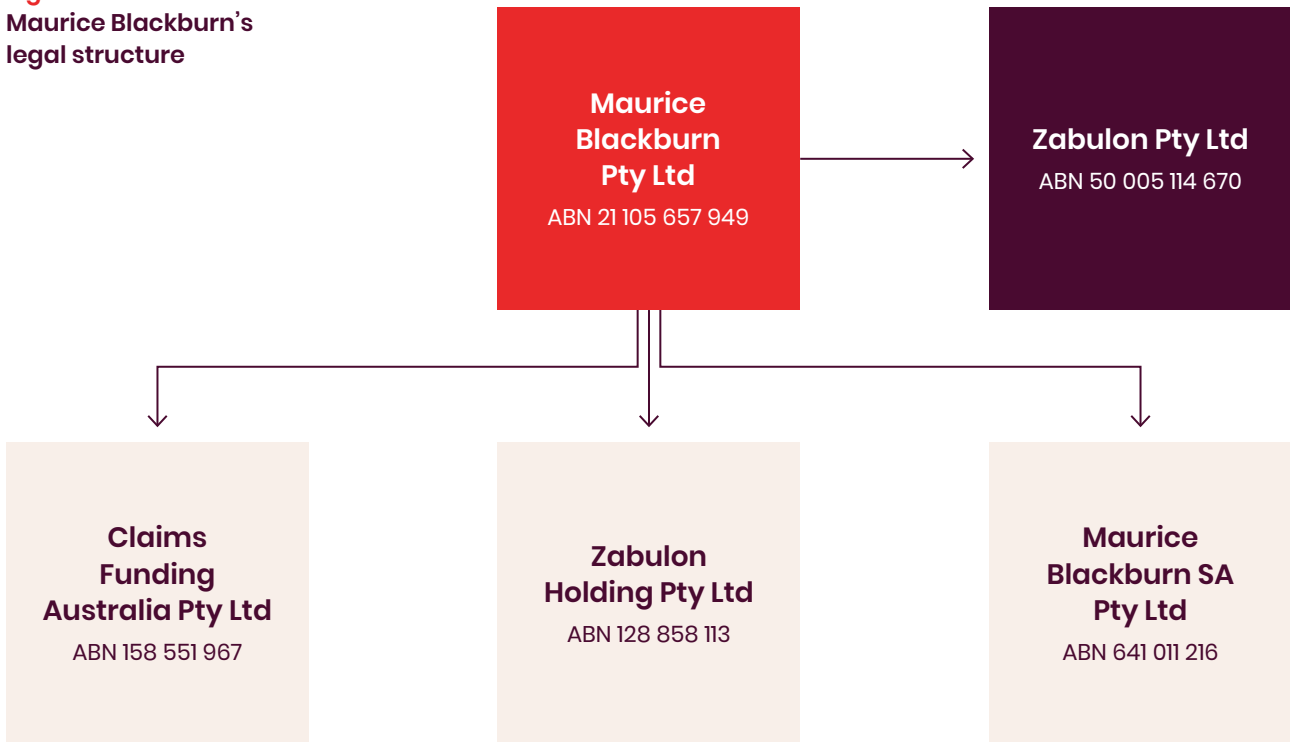 Maurice Blackburn’s
legal structure
Maurice
Blackburn
Pty Ltd
ABN 21 105 657 949
Zabulon Pty Ltd
ABN 50 005 114 670
Claims
Funding
Australia Pty Ltd
ABN 158 551 967
Zabulon
Holding Pty Ltd
ABN 128 858 113
Maurice
Blackburn SA
Pty Ltd
ABN 641 011 216